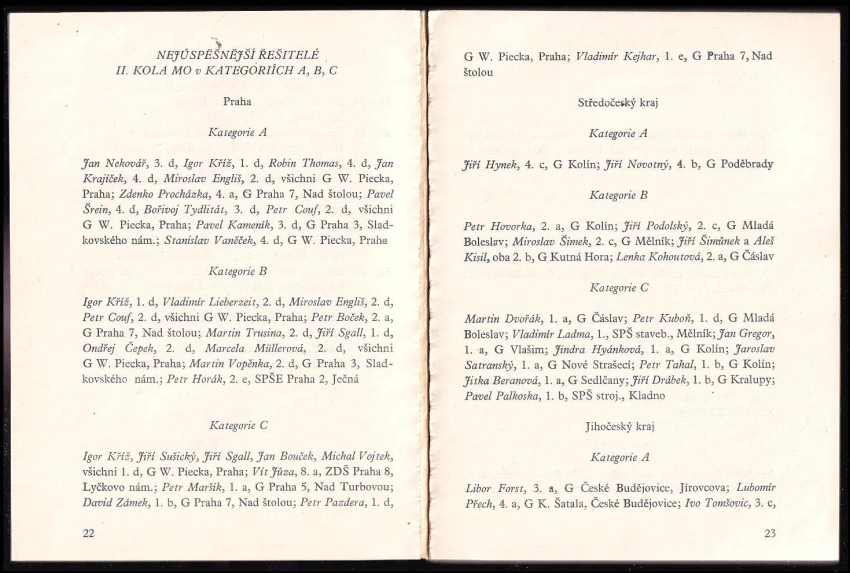 NEJÚSPĚŠNĚJŠÍ ŘEŠITELÉ
II. KOLA MO v KATEGORIÍCH A, B, C
Praha
Kategorie A
Jan Nekovář, 3. d, Igor Kříž, 1. d, Robin Thomas, 4. d, Jan
Krajíček, 4. d, Miroslav Engliš, 2. d, všichni G W. Piecka,
Praha; Zdenko Procházka, 4. a, G Praha 7, Nad štolou; Pavel
Šrein, 4. d, Bořivoj Tydlitát, 3. d, Petr Couf, 2. d, všichni
G W. Piecka, Praha; Pavel Kameník, 3. d, G Praha 3, Slad-
kovského nám.; Stanislav Vaněček, 4. d, G W. Piecka, Praha
Kategorie B
Igor Kříž, 1. d, Vladimír Lieberzeit, 2. d, Miroslav Engliš, 2. d,
Petr Couf, 2. d, všichni G W. Piecka, Praha; Petr Boček, 2. a,
G Praha 7, Nad štolou; Martin Trusina, 2. d, Jiří Sgall, 1. d,
Ondřej Čepek, 2. d, Marcela Müllerová, 2. d, všichni
G W. Piecka, Praha; Martin Vopěnka, 2. d, G Praha 3, Slad-
kovského nám.; Petr Horák, 2. e, SPŠE Praha 2, Ječná
Kategorie C
Igor Kříž, Jiří Sušický, Jiří Sgall, Jan Bouček, Michal Vojtek,
všichni 1. d, G W. Piecka, Praha; Vít Jůza, 8. a, ZDŠ Praha 8,
Lyčkovo nám.; Petr Maršík, 1. a, G Praha 5, Nad Turbovou;
David Zámek, 1. b, G Praha 7, Nad štolou; Petr Pazdera, 1. d,
22
G W. Piecka, Praha; Vladimír Kejhar, 1. e, G Praha 7, Nad
štolou
Středočeský kraj
Kategorie A
Jiří Hynek, 4. c, G Kolín; Jiří Novotný, 4. b, G Poděbrady
Kategorie B
Petr Hovorka, 2. a, G Kolín; Jiří Podolský, 2. c, G Mladá
Boleslav; Miroslav Šimek, 2. c, G Mělník; Jiří Šimůnek a Aleš
Kisil, oba 2. b, G Kutná Hora; Lenka Kohoutová, 2. a, G Čáslav
Kategorie C
Martin Dvořák, 1. a, G Čáslav; Petr Kuboň, 1. d, G Mladá
Boleslav; Vladimír Ladma, 1., SPŠ staveb., Mělník; Jan Gregor,
1. a, G Vlašim; Jindra Hyánková, 1. a, G Kolín; Jaroslav
Satranský, 1. a, G Nové Strašecí; Petr Tahal, 1. b, G Kolín;
Jitka Beranová, 1. a, G Sedlčany; Jiří Drábek, 1. b, G Kralupy;
Pavel Palkoska, 1. b, SPŠ stroj., Kladno
Jihočeský kraj
Kategorie A
Libor Forst, 3. a, G České Budějovice, Jírovcova; Lubomír
Přech, 4. a, G K. Šatala, České Budějovice; Ivo Tomšovic, 3. c,
23